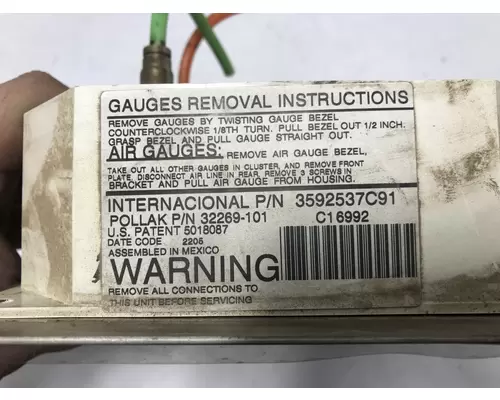 GAUGES REMOVAL INSTRUCTIONS
REMOVE GAUGES BY TWISTING GAUGE BEZEL
COUNTERCLOCKWISE 1/8TH TURN. PULL BEZEL OUT 1/2 INCH.
GRASP BEZEL AND PULL GAUGE STRAIGHT OUT.
AIR GAUGES: REMOVE AIR GAUGE BEZEL,
TAKE OUT ALL OTHER GAUGES IN CLUSTER, AND REMOVE FRONT
PLATE, DISCONNECT AIR LINE IN REAR, REMOVE 3 SCREWS IN
BRACKET AND PULL AIR GAUGE FROM HOUSING.
INTERNACIONAL P/N 3592537C91
POLLAK P/N 32269-101 C16992
U.S. PATENT 5018087
DATE CODE 2205
ASSEMBLED IN MEXICO
WARNING
REMOVE ALL CONNECTIONS TO
THIS UNIT BEFORE SERVICING